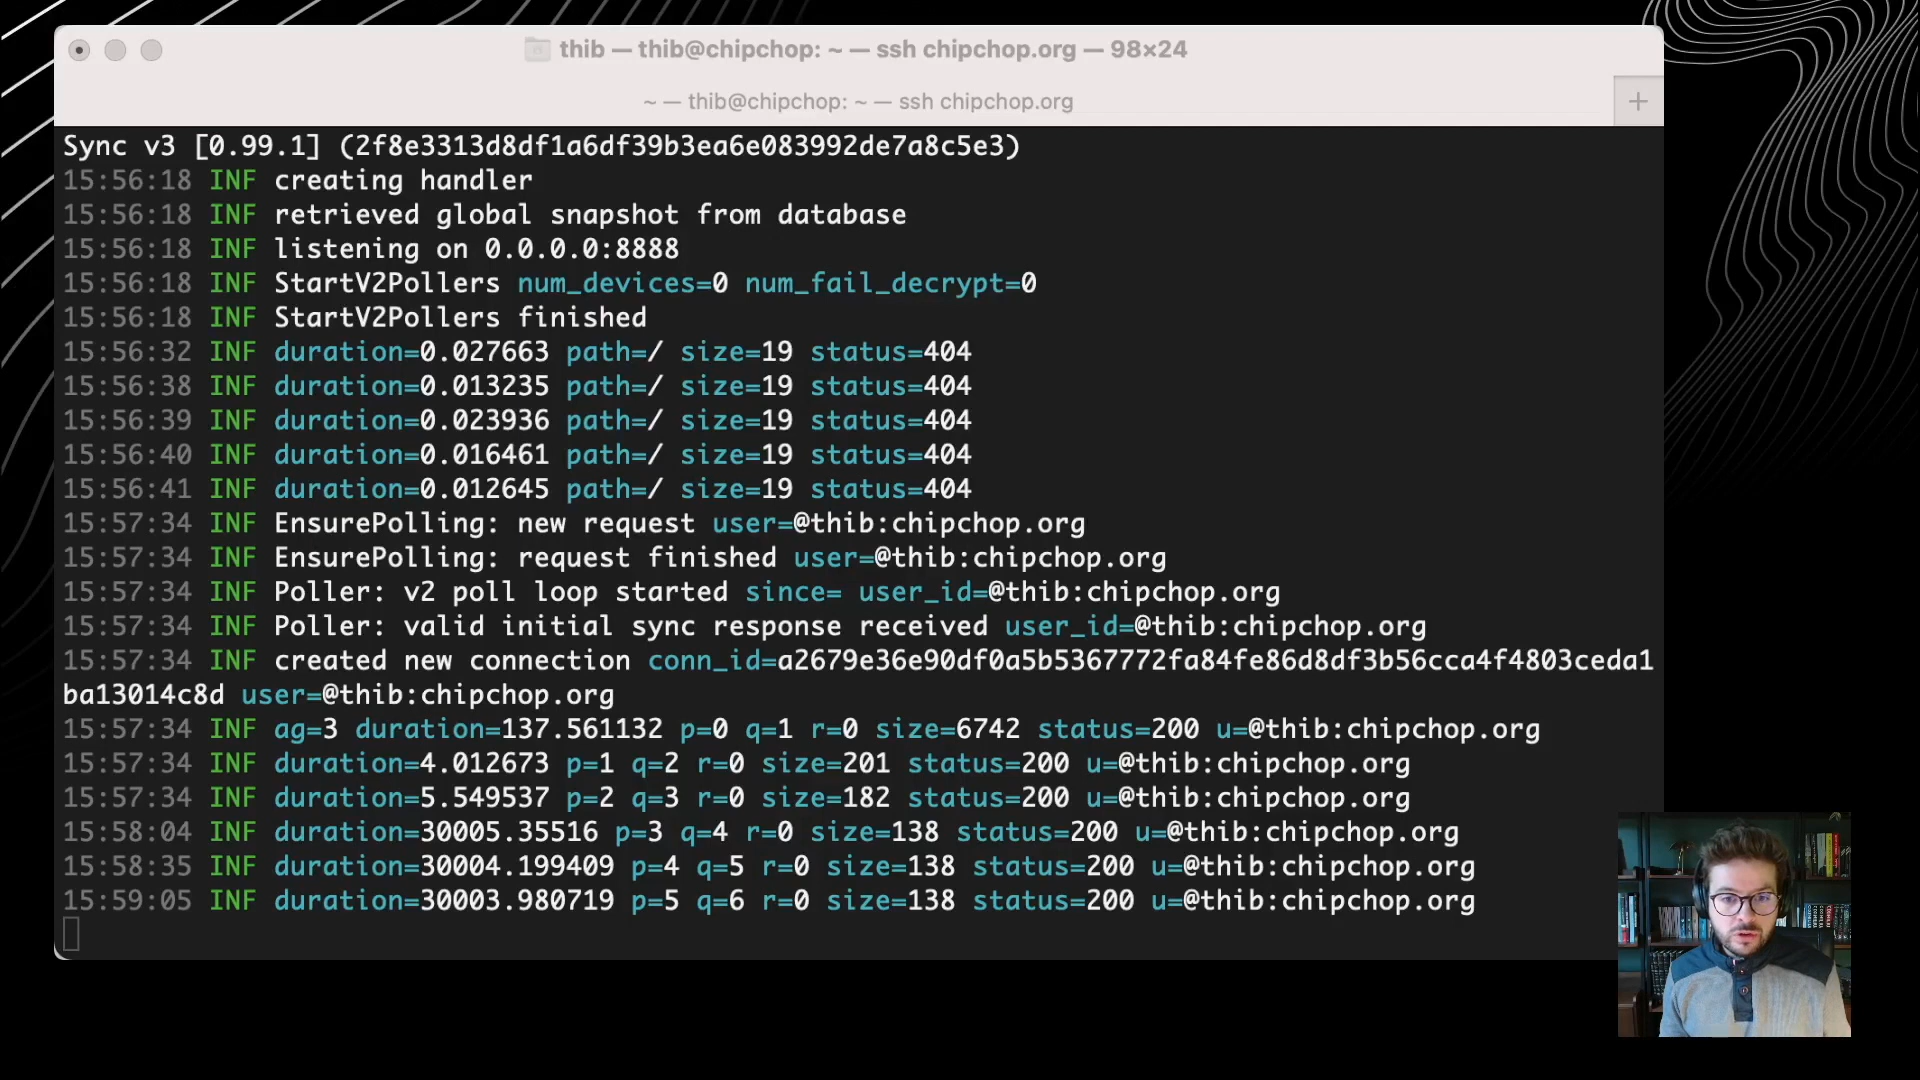 thib — thib@chipchop: ~ — ssh chipchop.org — 98×24
~ — thib@chipchop: ~ — ssh chipchop.org
+
Sync v3 [0.99.1] (2f8e3313d8df1a6df39b3ea6e083992de7a8c5e3)
15:56:18 INF creating handler
15:56:18 INF retrieved global snapshot from database
15:56:18 INF listening on 0.0.0.0:8888
15:56:18 INF StartV2Pollers num_devices=0 num_fail_decrypt=0
15:56:18 INF StartV2Pollers finished
15:56:32 INF duration=0.027663 path=/ size=19 status=404
15:56:38 INF duration=0.013235 path=/ size=19 status=404
15:56:39 INF duration=0.023936 path=/ size=19 status=404
15:56:40 INF duration=0.016461 path=/ size=19 status=404
15:56:41 INF duration=0.012645 path=/ size=19 status=404
15:57:34 INF EnsurePolling: new request user=@thib:chipchop.org
15:57:34 INF EnsurePolling: request finished user=@thib:chipchop.org
15:57:34 INF Poller: v2 poll loop started since= user_id=@thib:chipchop.org
15:57:34 INF Poller: valid initial sync response received user_id=@thib:chipchop.org
15:57:34 INF created new connection conn_id=a2679e36e90df0a5b5367772fa84fe86d8df3b56cca4f4803ceda1
ba13014c8d user=@thib:chipchop.org
15:57:34 INF ag=3 duration=137.561132 p=0 q=1 r=0 size=6742 status=200 u=@thib:chipchop.org
15:57:34 INF duration=4.012673 p=1 q=2 r=0 size=201 status=200 u=@thib:chipchop.org
15:57:34 INF duration=5.549537 p=2 q=3 r=0 size=182 status=200 u=@thib:chipchop.org
15:58:04 INF duration=30005.35516 p=3 q=4 r=0 size=138 status=200 u=@thib:chipchop.org
15:58:35 INF duration=30004.199409 p=4 q=5 r=0 size=138 status=200 u=@thib:chipchop.org
15:59:05 INF duration=30003.980719 p=5 q=6 r=0 size=138 status=200 u=@thib:chipchop.org